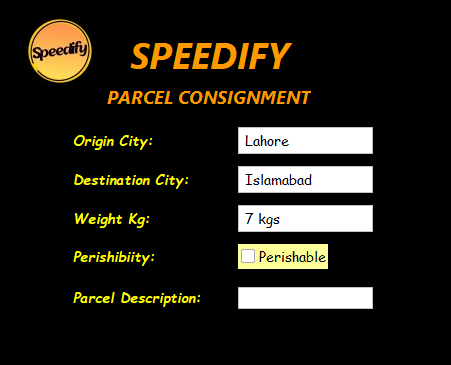 Speedify
SPEEDIFY
PARCEL CONSIGNMENT
Origin City: Lahore
Destination City: Islamabad
Weight Kg: 7 kgs
Perishibiity: Perishable
Parcel Description: